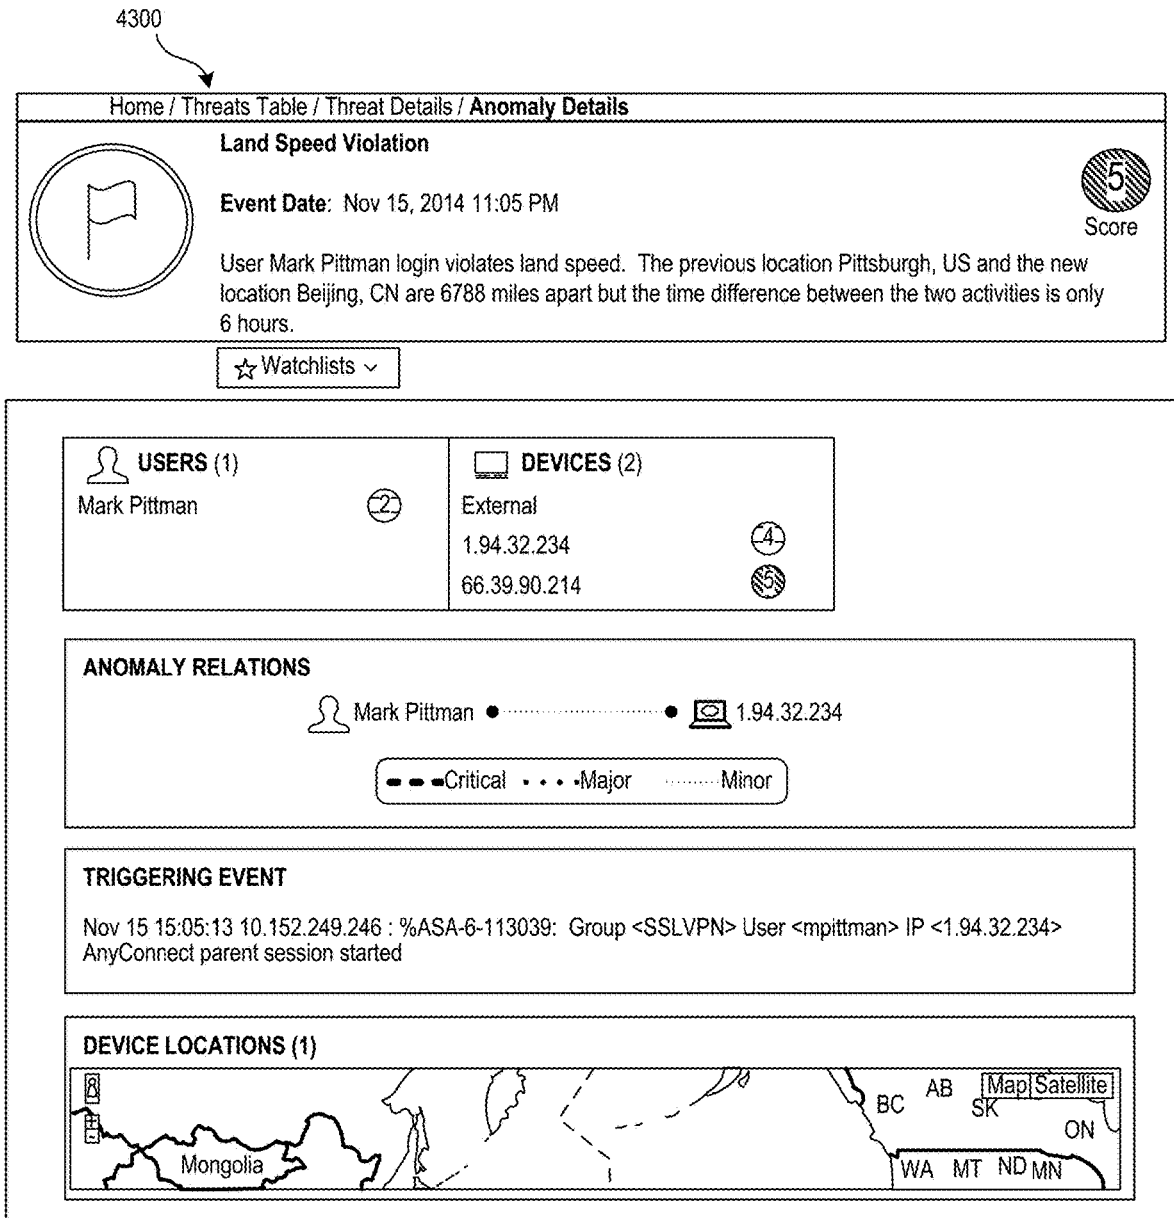 4300
Home / Threats Table / Threat Details / Anomaly Details
Land Speed Violation
Event Date: Nov 15, 2014 11:05 PM
5
Score
User Mark Pittman login violates land speed. The previous location Pittsburgh, US and the new
location Beijing, CN are 6788 miles apart but the time difference between the two activities is only
6 hours.
Watchlists
USERS (1)
Mark Pittman 2
DEVICES (2)
External
1.94.32.234 4
66.39.90.214 5
ANOMALY RELATIONS
Mark Pittman 1.94.32.234
Critical Major Minor
TRIGGERING EVENT
Nov 15 15:05:13 10.152.249.246 : %ASA-6-113039: Group <SSLVPN> User <mpittman> IP <1.94.32.234>
AnyConnect parent session started
DEVICE LOCATIONS (1)
+
-
Map Satellite
BC AB SK ON
Mongolia
WA MT ND MN